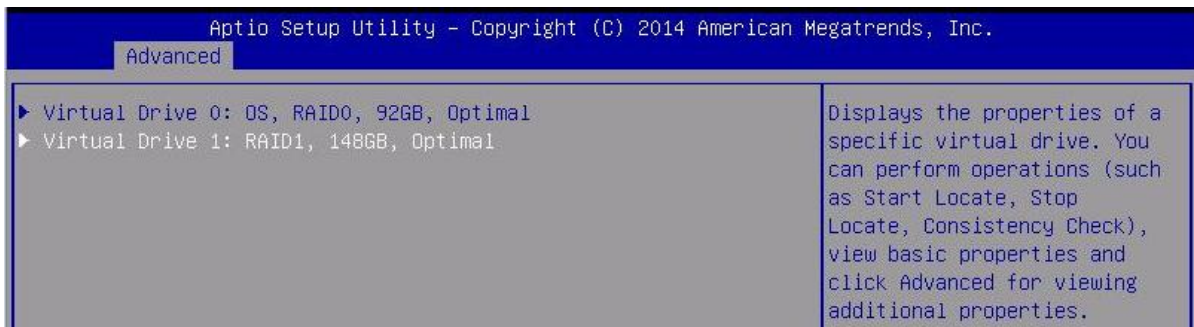 Aptio Setup Utility – Copyright (C) 2014 American Megatrends, Inc.
Advanced
Virtual Drive 0: OS, RAID0, 92GB, Optimal
Virtual Drive 1: RAID1, 148GB, Optimal
Displays the properties of a
specific virtual drive. You
can perform operations (such
as Start Locate, Stop
Locate, Consistency Check),
view basic properties and
click Advanced for viewing
additional properties.